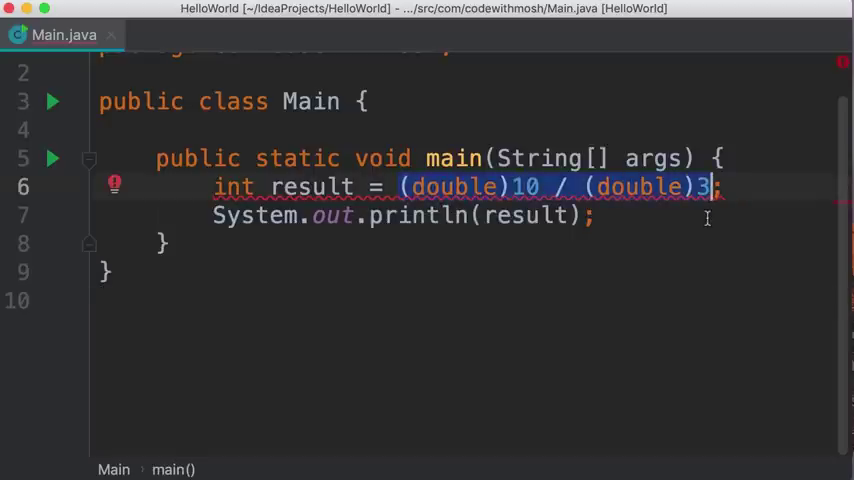 HelloWorld [~/IdeaProjects/HelloWorld] - .../src/com/codewithmosh/Main.java [HelloWorld]
Main.java
2
3 public class Main {
4
5 public static void main(String[] args) {
6 int result = (double)10 / (double)3;
7 System.out.println(result);
8 }
9 }
10
Main › main()